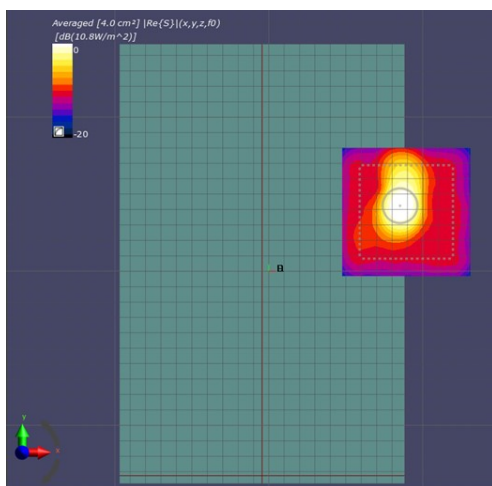 Averaged [4.0 cm²] |Re{S}|(x,y,z,f0)
[dB(10.8W/m^2)]
0
-20
a
y
x